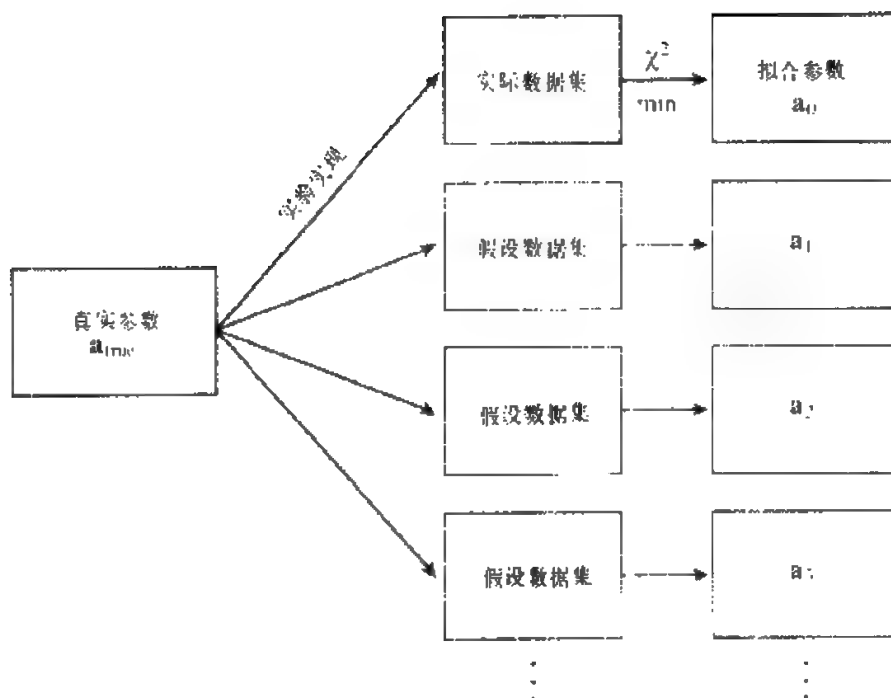 实际数据集
χ²
min
拟合参数
a₀
实验实现
假设数据集
a₁
真实参数
a_true
假设数据集
a₂
假设数据集
a₃